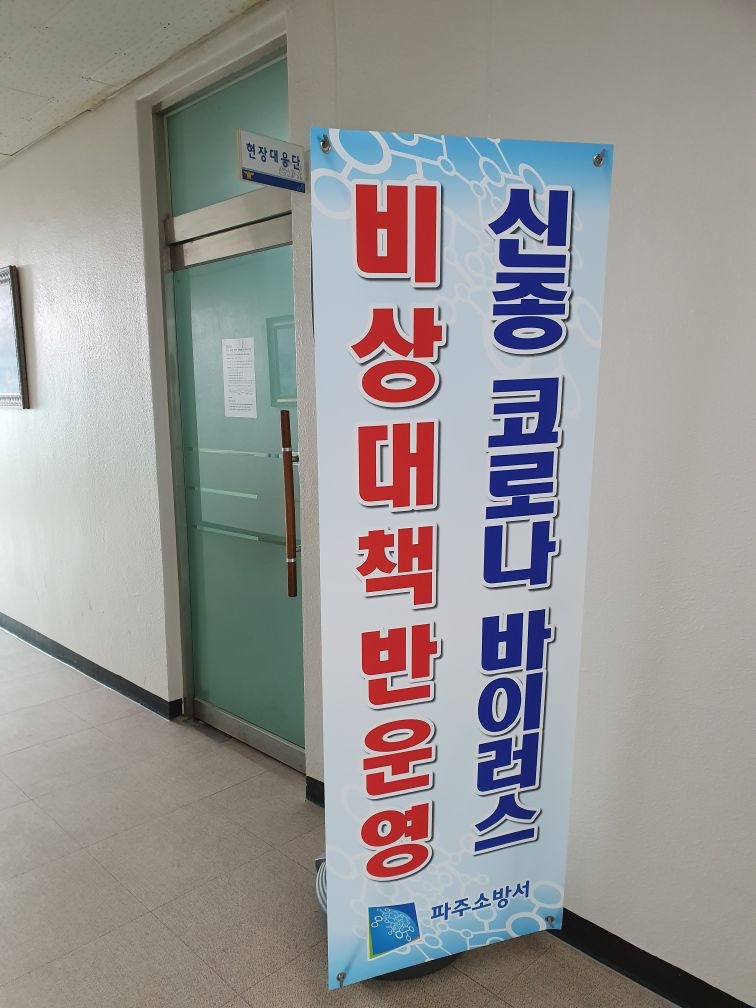 현장대응단
신종 코로나 바이러스
비상대책반운영
파주소방서